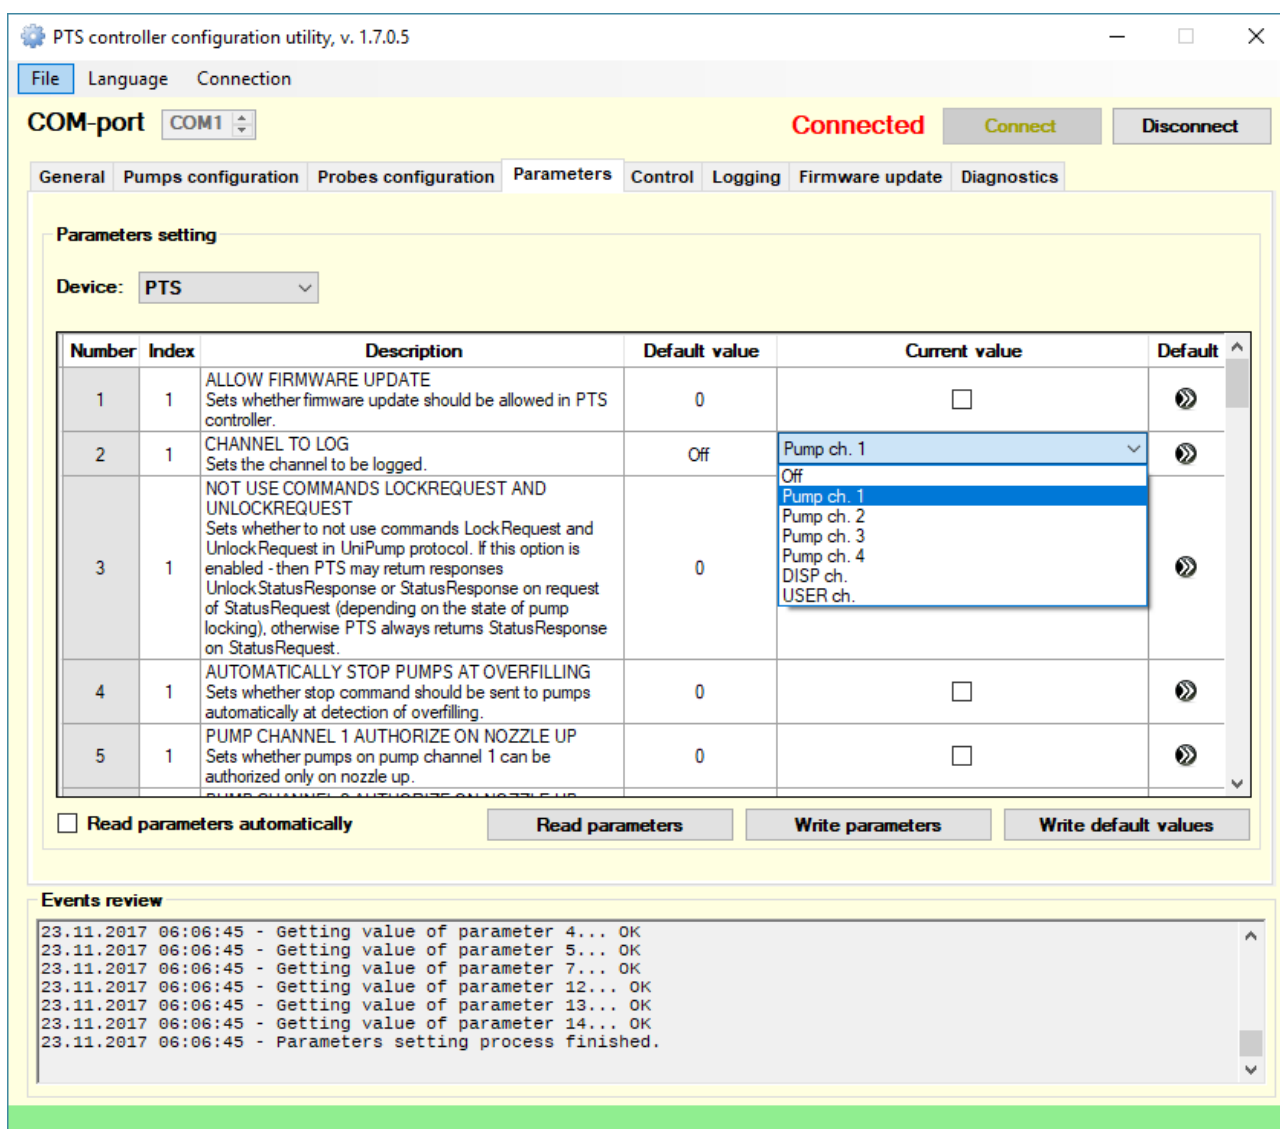 PTS controller configuration utility, v. 1.7.0.5
File Language Connection
COM-port COM1 Connected Connect Disconnect
General Pumps configuration Probes configuration Parameters Control Logging Firmware update Diagnostics
Parameters setting
Device: PTS
Number Index Description Default value Current value Default
1 1 ALLOW FIRMWARE UPDATE
Sets whether firmware update should be allowed in PTS
controller.
0
2 1 CHANNEL TO LOG
Sets the channel to be logged.
Off
Pump ch. 1
Off
Pump ch. 1
Pump ch. 2
Pump ch. 3
Pump ch. 4
DISP ch.
USER ch.
3 1 NOT USE COMMANDS LOCKREQUEST AND
UNLOCKREQUEST
Sets whether to not use commands LockRequest and
UnlockRequest in UniPump protocol. If this option is
enabled - then PTS may return responses
UnlockStatusResponse or StatusResponse on request
of StatusRequest (depending on the state of pump
locking), otherwise PTS always returns StatusResponse
on StatusRequest.
0
4 1 AUTOMATICALLY STOP PUMPS AT OVERFILLING
Sets whether stop command should be sent to pumps
automatically at detection of overfilling.
0
5 1 PUMP CHANNEL 1 AUTHORIZE ON NOZZLE UP
Sets whether pumps on pump channel 1 can be
authorized only on nozzle up.
0
Read parameters automatically Read parameters Write parameters Write default values
Events review
23.11.2017 06:06:45 - Getting value of parameter 4... OK
23.11.2017 06:06:45 - Getting value of parameter 5... OK
23.11.2017 06:06:45 - Getting value of parameter 7... OK
23.11.2017 06:06:45 - Getting value of parameter 12... OK
23.11.2017 06:06:45 - Getting value of parameter 13... OK
23.11.2017 06:06:45 - Getting value of parameter 14... OK
23.11.2017 06:06:45 - Parameters setting process finished.